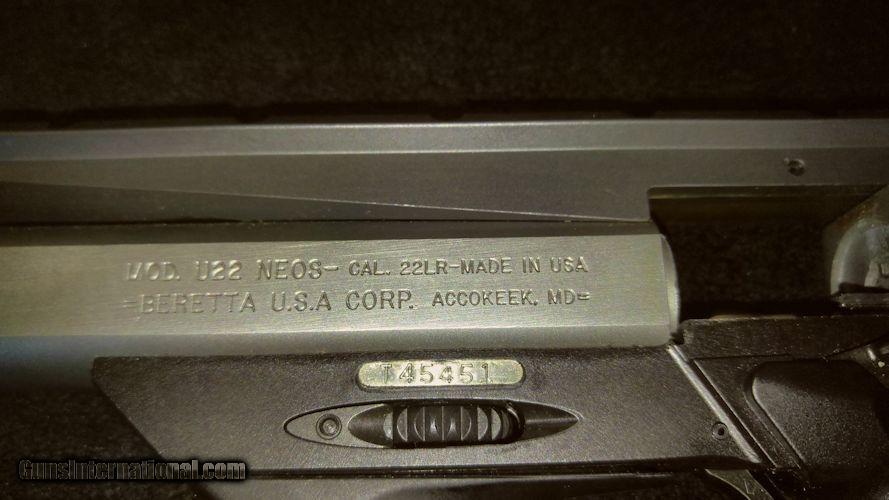 MOD. U22 NEOS- CAL. 22LR-MADE IN USA
=BERETTA U.S.A CORP. ACCOKEEK, MD=
T45451
GunsInternational.com